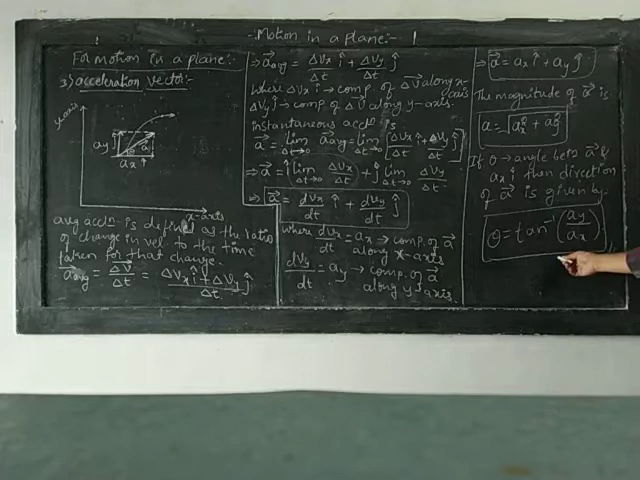 Motion in a plane:
For motion in a plane:
3) acceleration vector:-
y-axis
ay ĵ
a⃗
θ
ax î
x-axis
avg accln is defined as the ratio
of change in vel. to the time
taken for that change.
a⃗avg = Δv⃗/Δt = (Δvx î + Δvy ĵ)/Δt
⇒ a⃗avg = Δvx/Δt î + Δvy/Δt ĵ
Where Δvx î → comp of Δv⃗ along x-axis
Δvy ĵ → comp of Δv⃗ along y-axis.
instantaneous accln is
a⃗ = lim Δt→0 a⃗avg = lim Δt→0 [Δvx/Δt î + Δvy/Δt ĵ]
⇒ a⃗ = î (lim Δt→0 Δvx/Δt) + ĵ lim Δt→0 Δvy/Δt
⇒ a⃗ = dvx/dt î + dvy/dt ĵ
where dvx/dt = ax → comp. of a⃗
along x-axis
dvy/dt = ay → comp. of a⃗
along y-axis.
⇒ a⃗ = ax î + ay ĵ
The magnitude of a⃗ is
a = √(ax² + ay²)
If θ → angle betn a⃗ &
ax î then direction
of a⃗ is given by
θ = tan⁻¹(ay/ax)